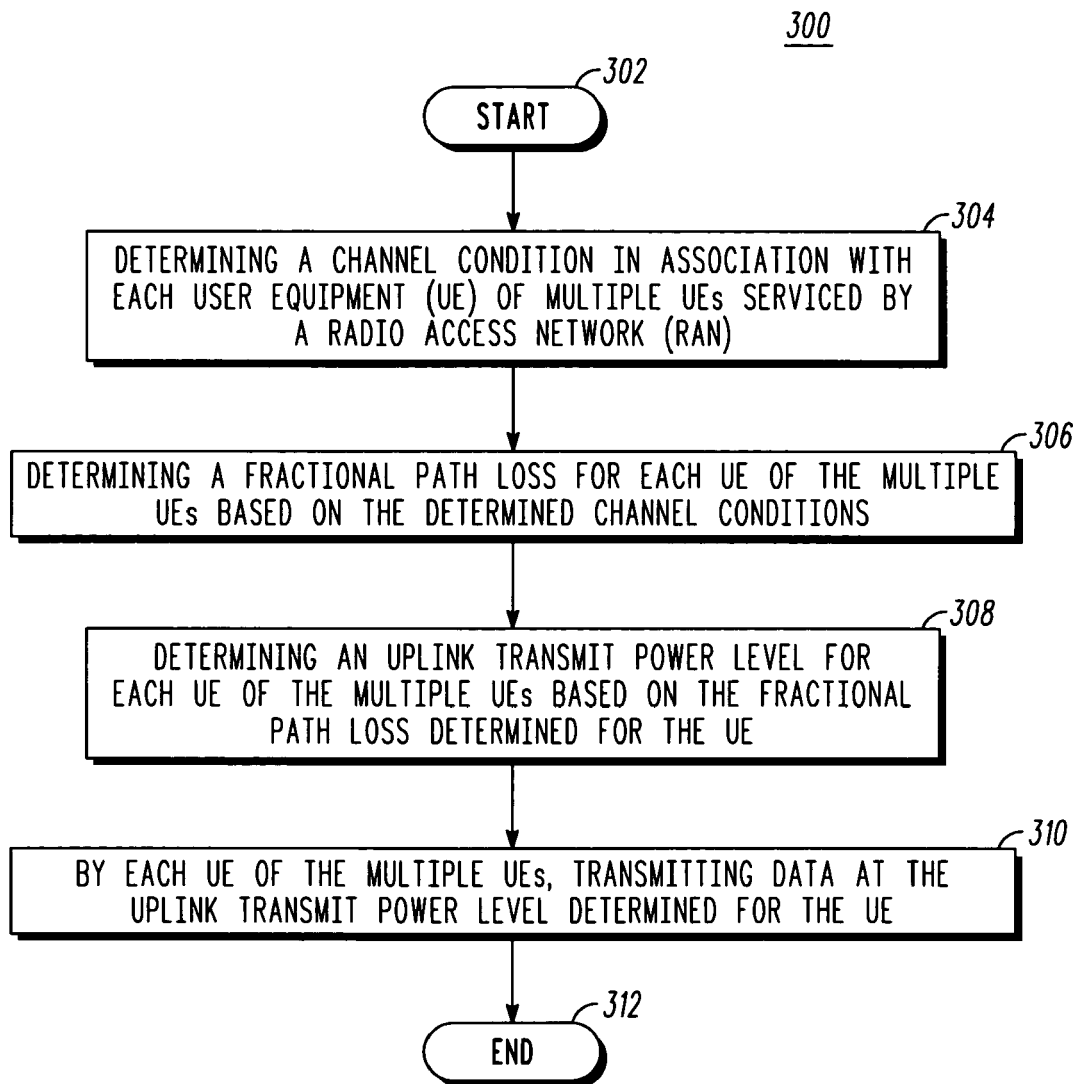 300
302
START
304
DETERMINING A CHANNEL CONDITION IN ASSOCIATION WITH
EACH USER EQUIPMENT (UE) OF MULTIPLE UEs SERVICED BY
A RADIO ACCESS NETWORK (RAN)
306
DETERMINING A FRACTIONAL PATH LOSS FOR EACH UE OF THE MULTIPLE
UEs BASED ON THE DETERMINED CHANNEL CONDITIONS
308
DETERMINING AN UPLINK TRANSMIT POWER LEVEL FOR
EACH UE OF THE MULTIPLE UEs BASED ON THE FRACTIONAL
PATH LOSS DETERMINED FOR THE UE
310
BY EACH UE OF THE MULTIPLE UEs, TRANSMITTING DATA AT THE
UPLINK TRANSMIT POWER LEVEL DETERMINED FOR THE UE
312
END